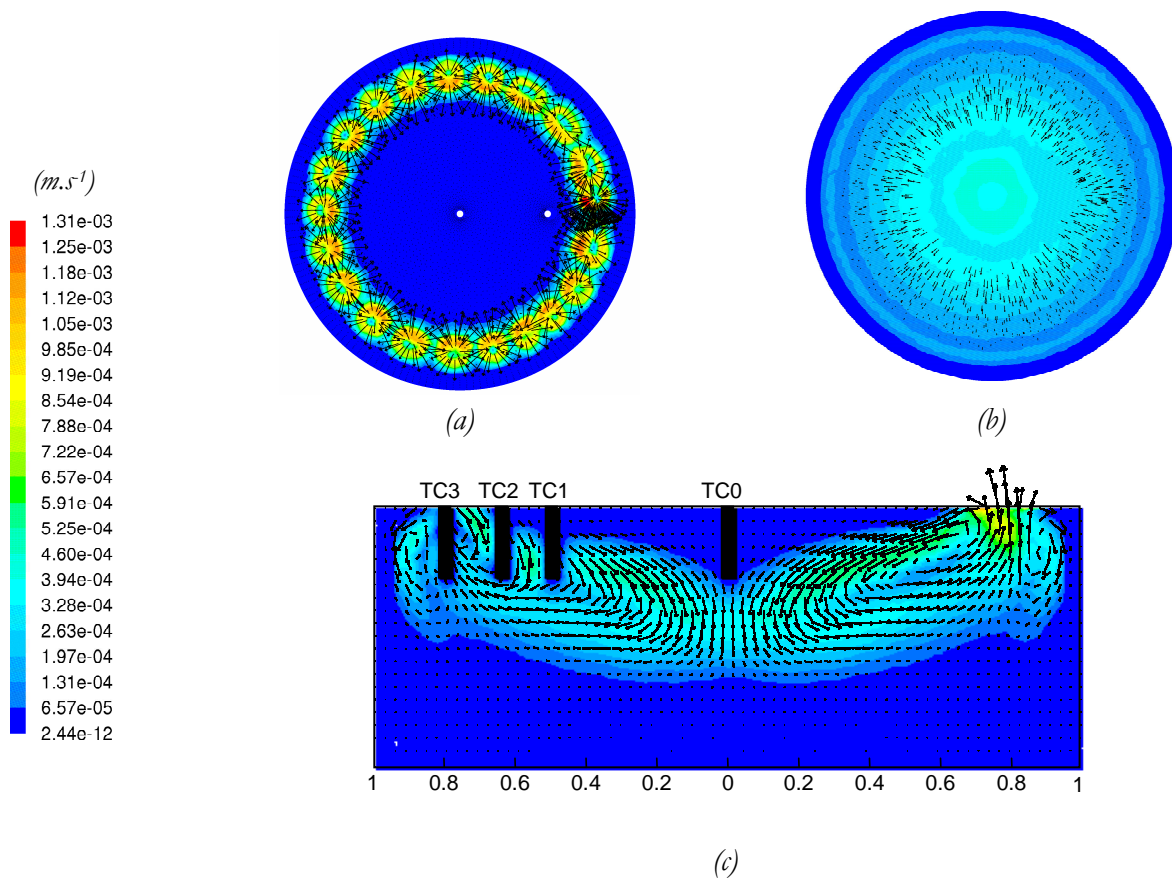 (m.s-1)
1.31e-03
1.25e-03
1.18e-03
1.12e-03
1.05e-03
9.85e-04
9.19e-04
8.54e-04
7.88e-04
7.22e-04
6.57e-04
5.91e-04
5.25e-04
4.60e-04
3.94e-04
3.28e-04
2.63e-04
1.97e-04
1.31e-04
6.57e-05
2.44e-12
(a)
(b)
TC3 TC2 TC1 TC0
1 0.8 0.6 0.4 0.2 0 0.2 0.4 0.6 0.8 1
(c)